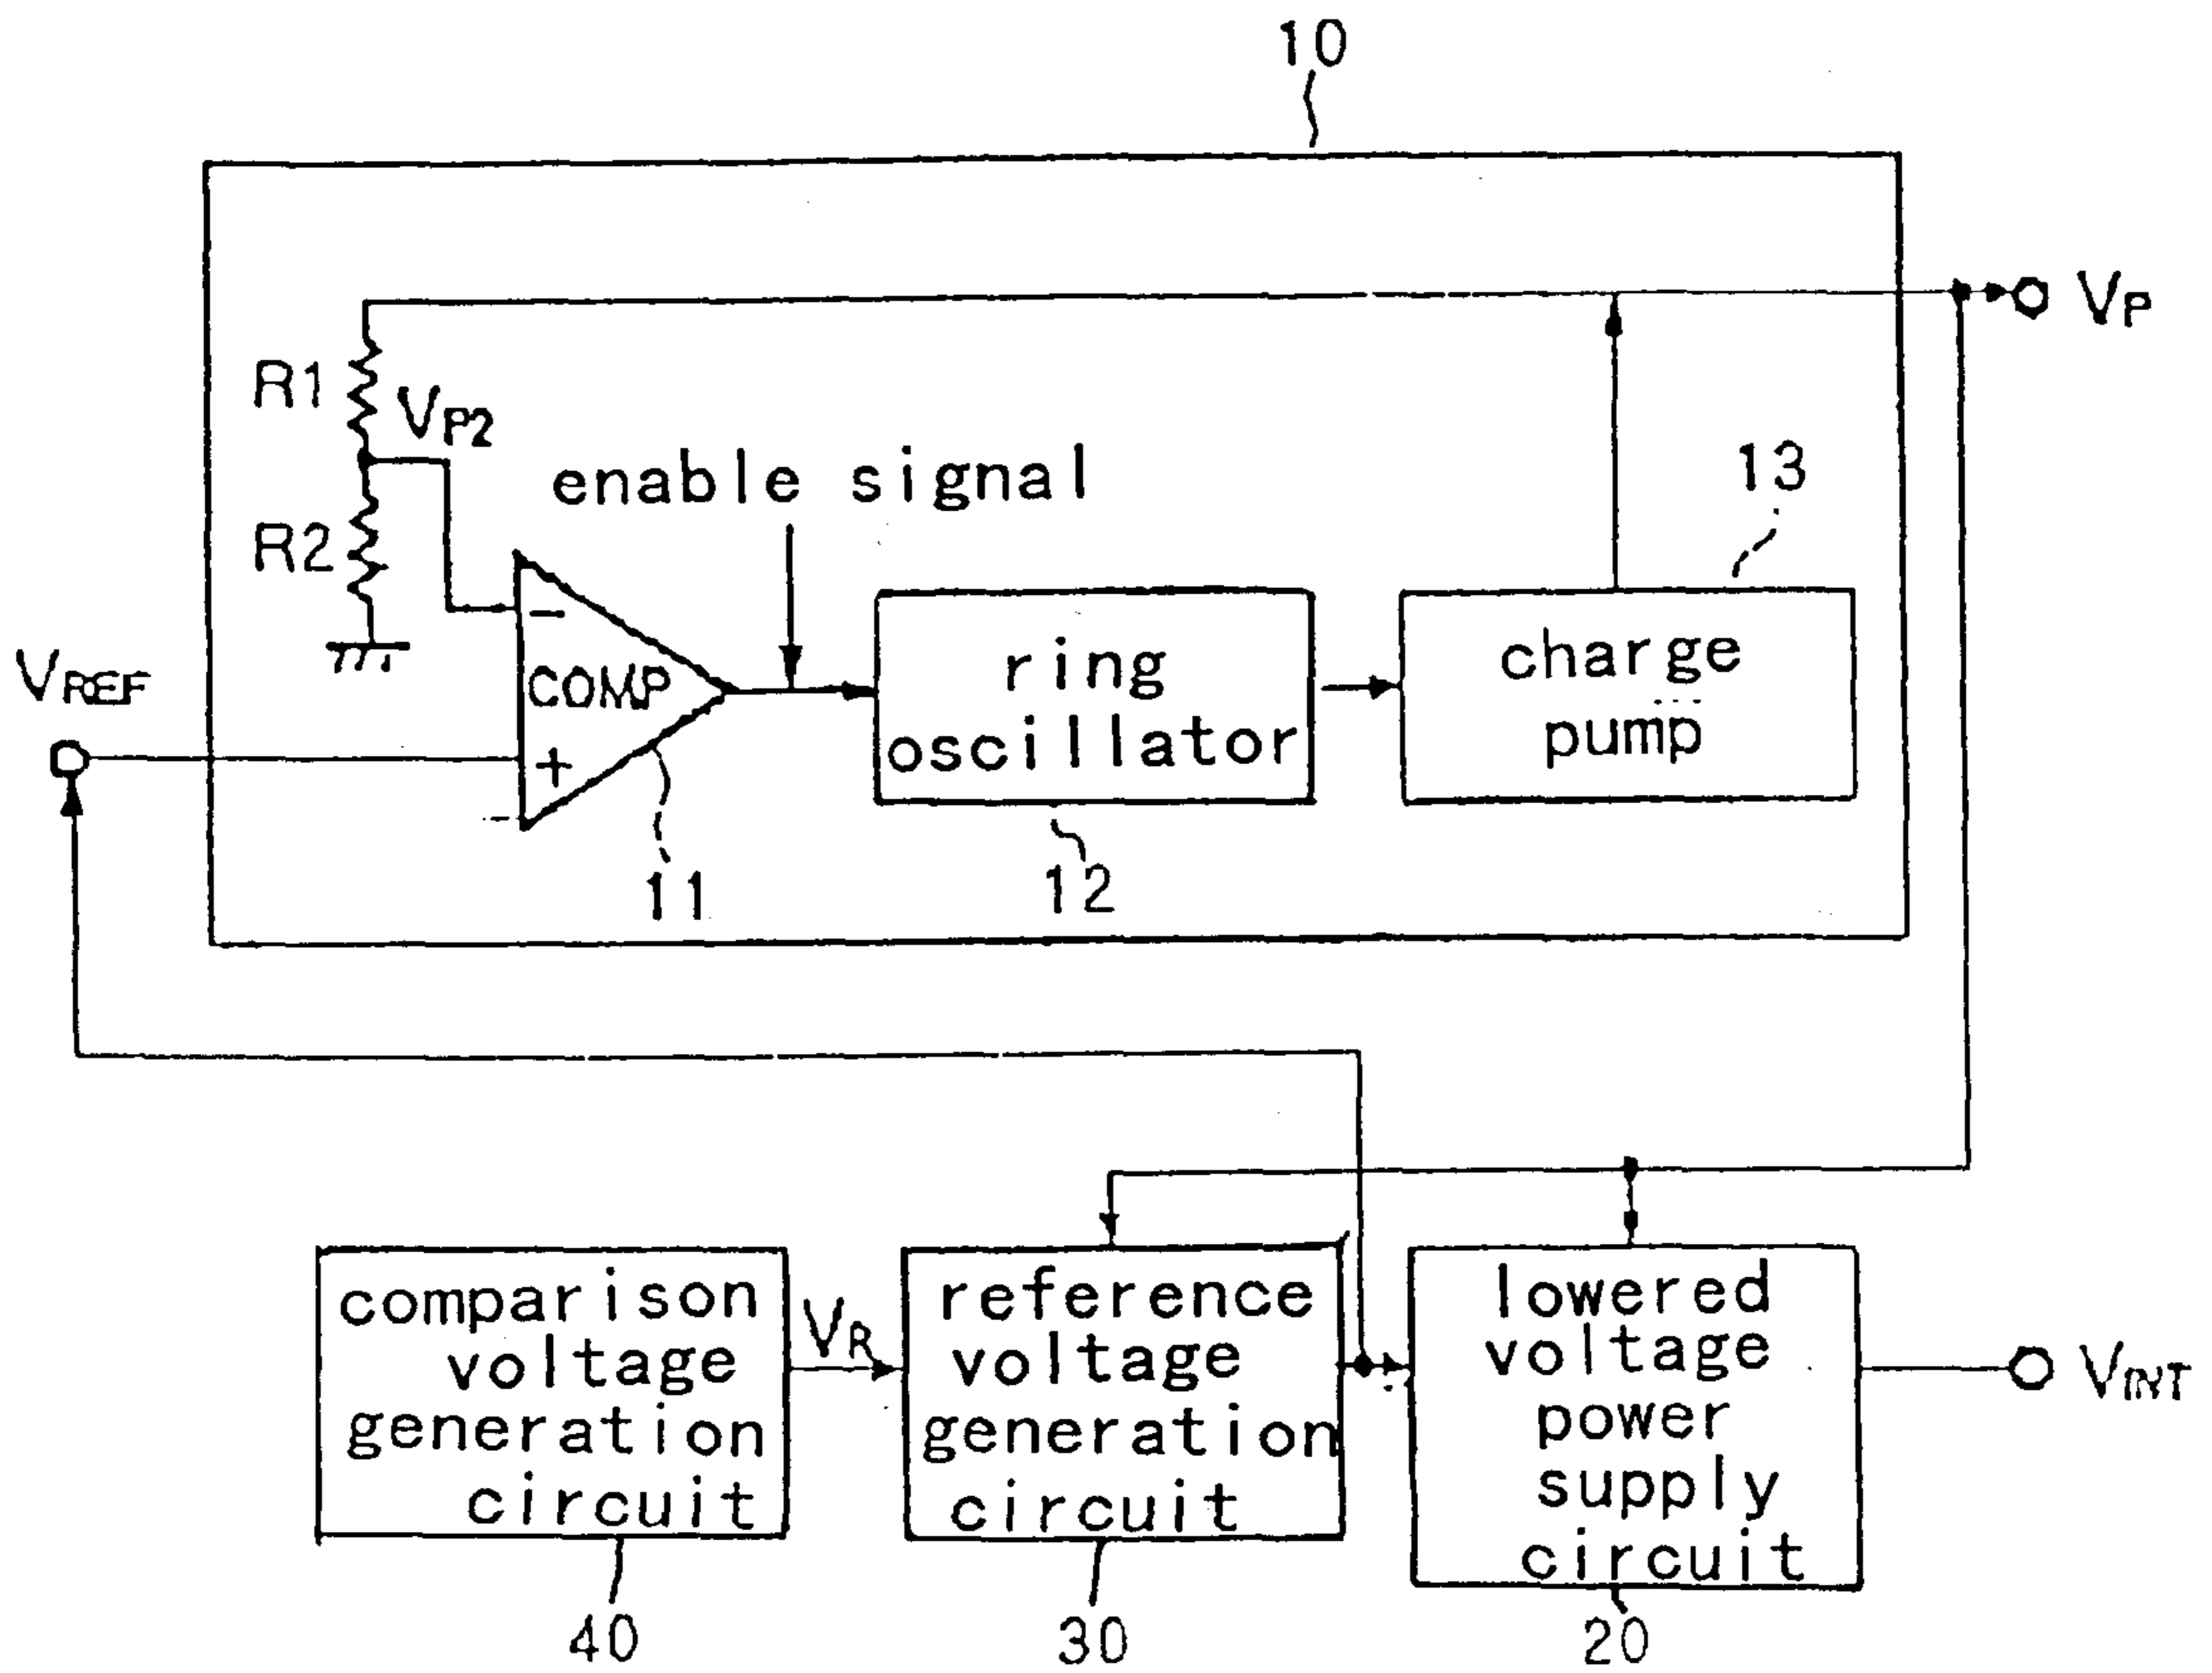 10
VP
R1
VP2
enable signal
13
R2
VREF
−
COMP
+
ring
oscillator
charge
pump
11
12
comparison
voltage
generation
circuit
VR
reference
voltage
generation
circuit
lowered
voltage
power
supply
circuit
VINT
40
30
20